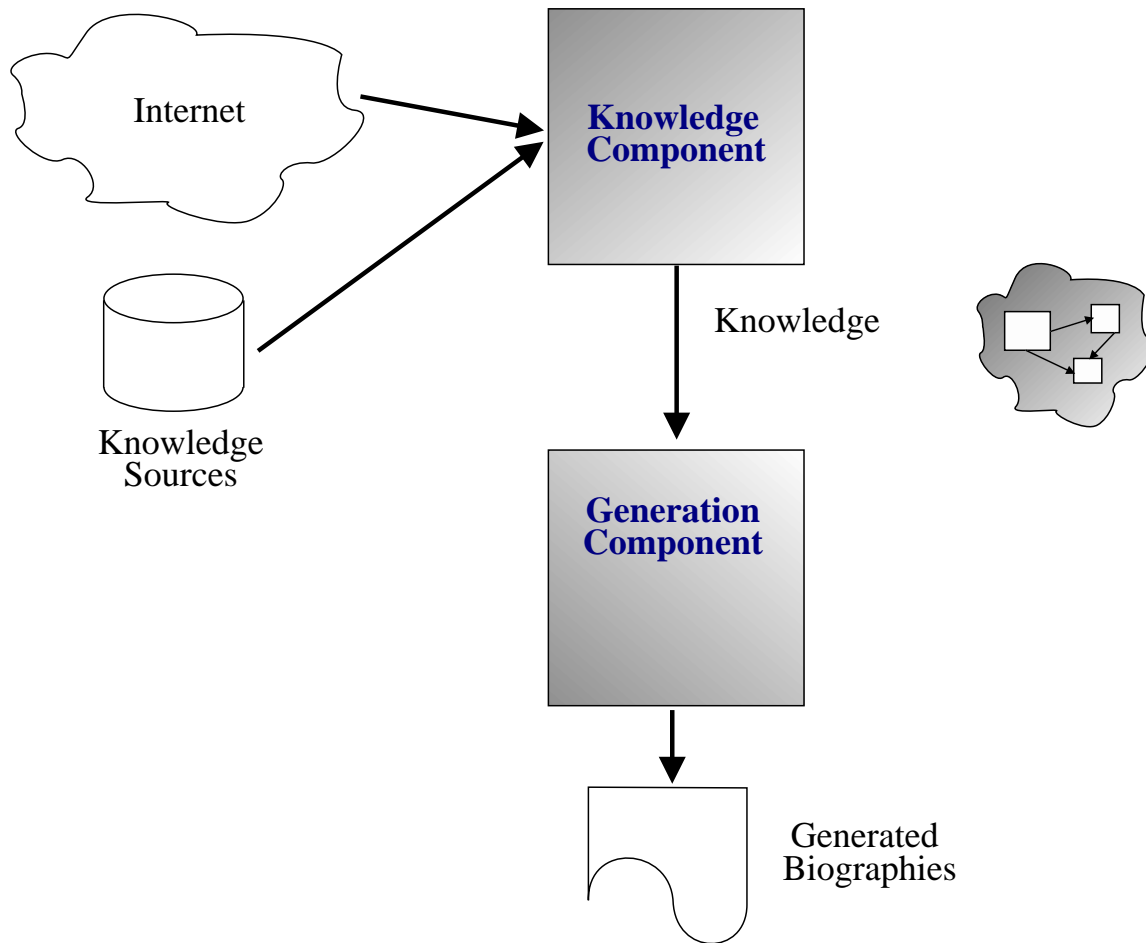 Internet
Knowledge
Component
Knowledge
Knowledge
Sources
Generation
Component
Generated
Biographies